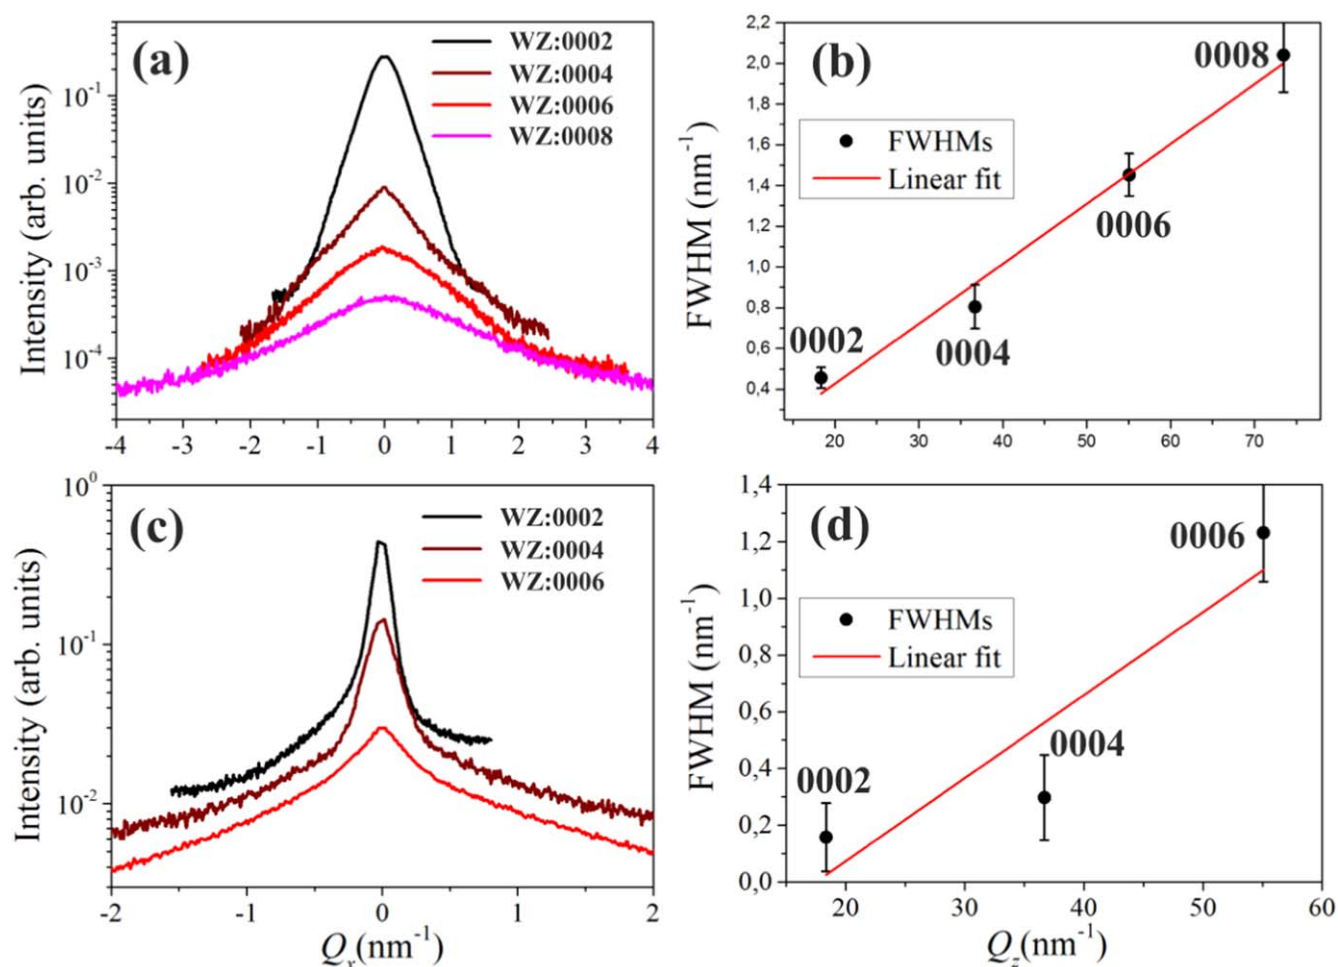 (a)
WZ:0002
WZ:0004
WZ:0006
WZ:0008
Intensity (arb. units)
10⁻¹
10⁻²
10⁻³
10⁻⁴
-4 -3 -2 -1 0 1 2 3 4
(b)
0008
FWHMs
Linear fit
0006
0002
0004
FWHM (nm⁻¹)
2,2
2,0
1,8
1,6
1,4
1,2
1,0
0,8
0,6
0,4
20 30 40 50 60 70
(c)
WZ:0002
WZ:0004
WZ:0006
Intensity (arb. units)
10⁰
10⁻¹
10⁻²
-2 -1 0 1 2
Qₓ(nm⁻¹)
(d)
0006
FWHMs
Linear fit
0004
0002
FWHM (nm⁻¹)
1,4
1,2
1,0
0,8
0,6
0,4
0,2
0,0
20 30 40 50 60
Q_z(nm⁻¹)